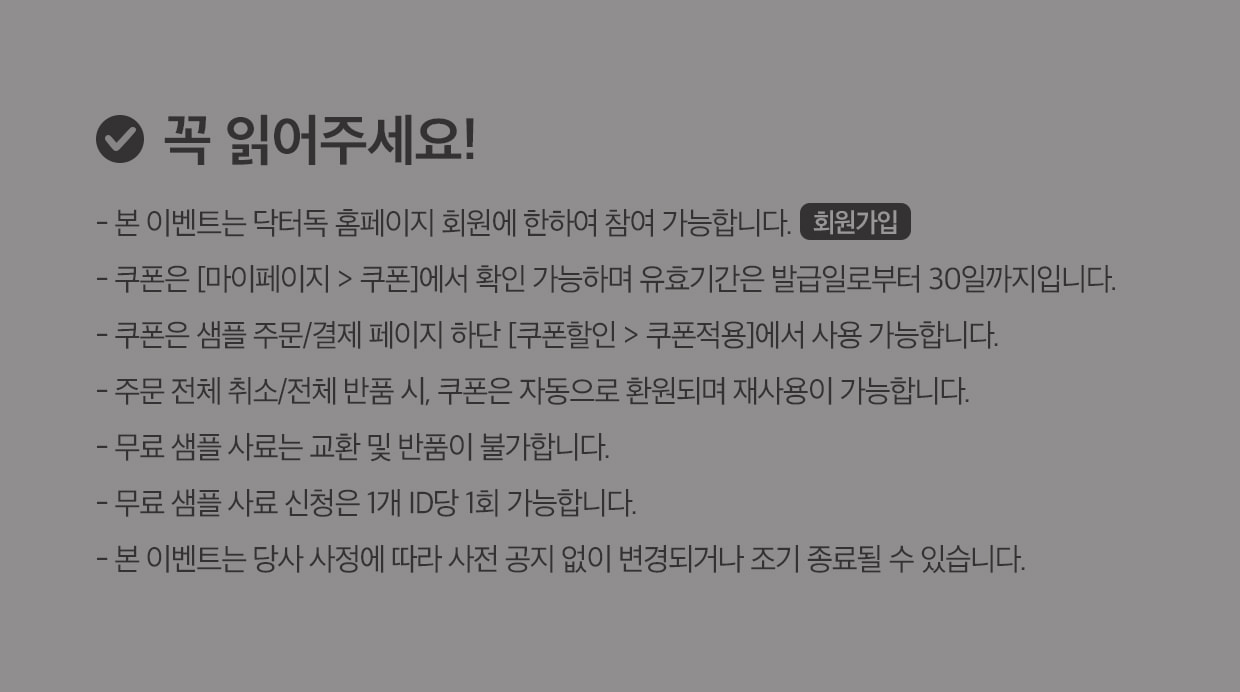 꼭 읽어주세요!
- 본 이벤트는 닥터독 홈페이지 회원에 한하여 참여 가능합니다. 회원가입
- 쿠폰은 [마이페이지 > 쿠폰]에서 확인 가능하며 유효기간은 발급일로부터 30일까지입니다.
- 쿠폰은 샘플 주문/결제 페이지 하단 [쿠폰할인 > 쿠폰적용]에서 사용 가능합니다.
- 주문 전체 취소/전체 반품 시, 쿠폰은 자동으로 환원되며 재사용이 가능합니다.
- 무료 샘플 사료는 교환 및 반품이 불가합니다.
- 무료 샘플 사료 신청은 1개 ID당 1회 가능합니다.
- 본 이벤트는 당사 사정에 따라 사전 공지 없이 변경되거나 조기 종료될 수 있습니다.